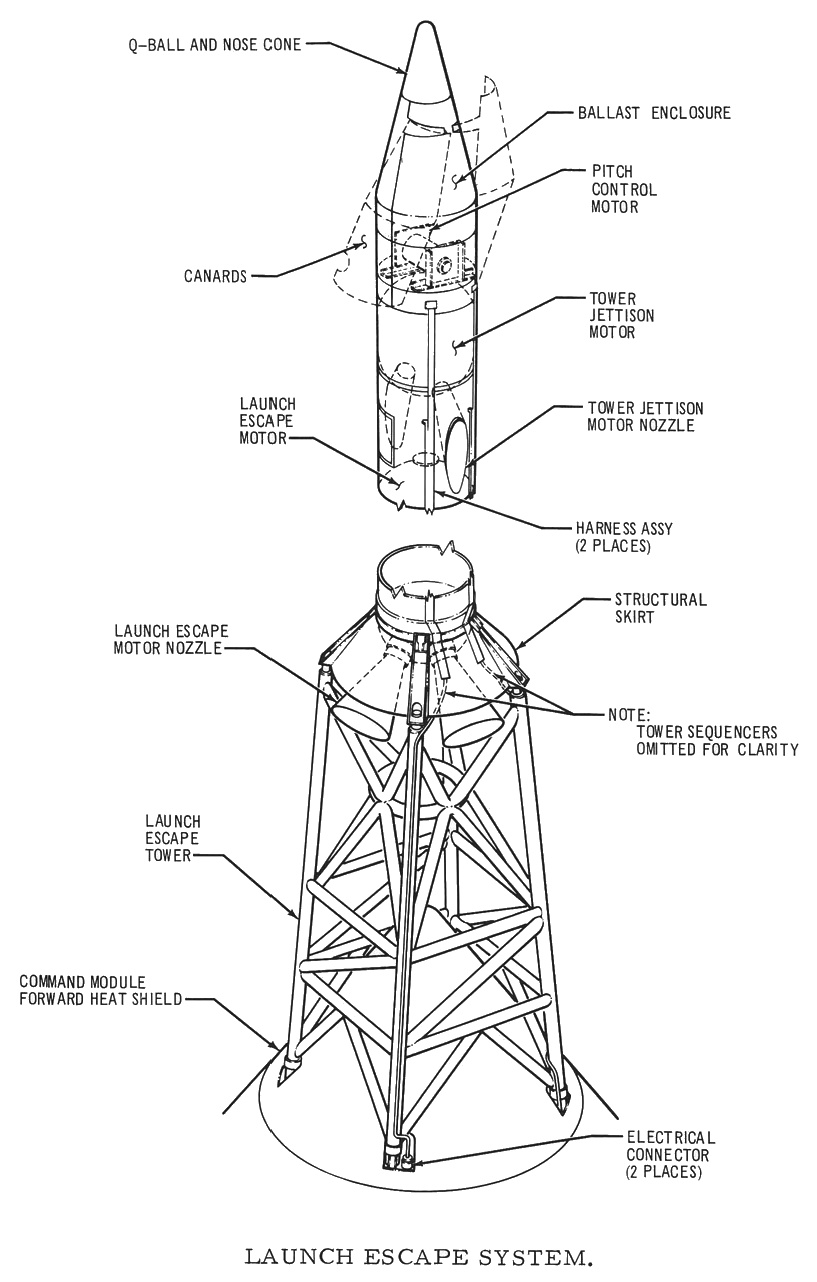 Q-BALL AND NOSE CONE
BALLAST ENCLOSURE
PITCH
CONTROL
MOTOR
CANARDS
TOWER
JETTISON
MOTOR
LAUNCH
ESCAPE
MOTOR
TOWER JETTISON
MOTOR NOZZLE
HARNESS ASSY
(2 PLACES)
STRUCTURAL
SKIRT
LAUNCH ESCAPE
MOTOR NOZZLE
NOTE:
TOWER SEQUENCERS
OMITTED FOR CLARITY
LAUNCH
ESCAPE
TOWER
COMMAND MODULE
FORWARD HEAT SHIELD
ELECTRICAL
CONNECTOR
(2 PLACES)
LAUNCH ESCAPE SYSTEM.